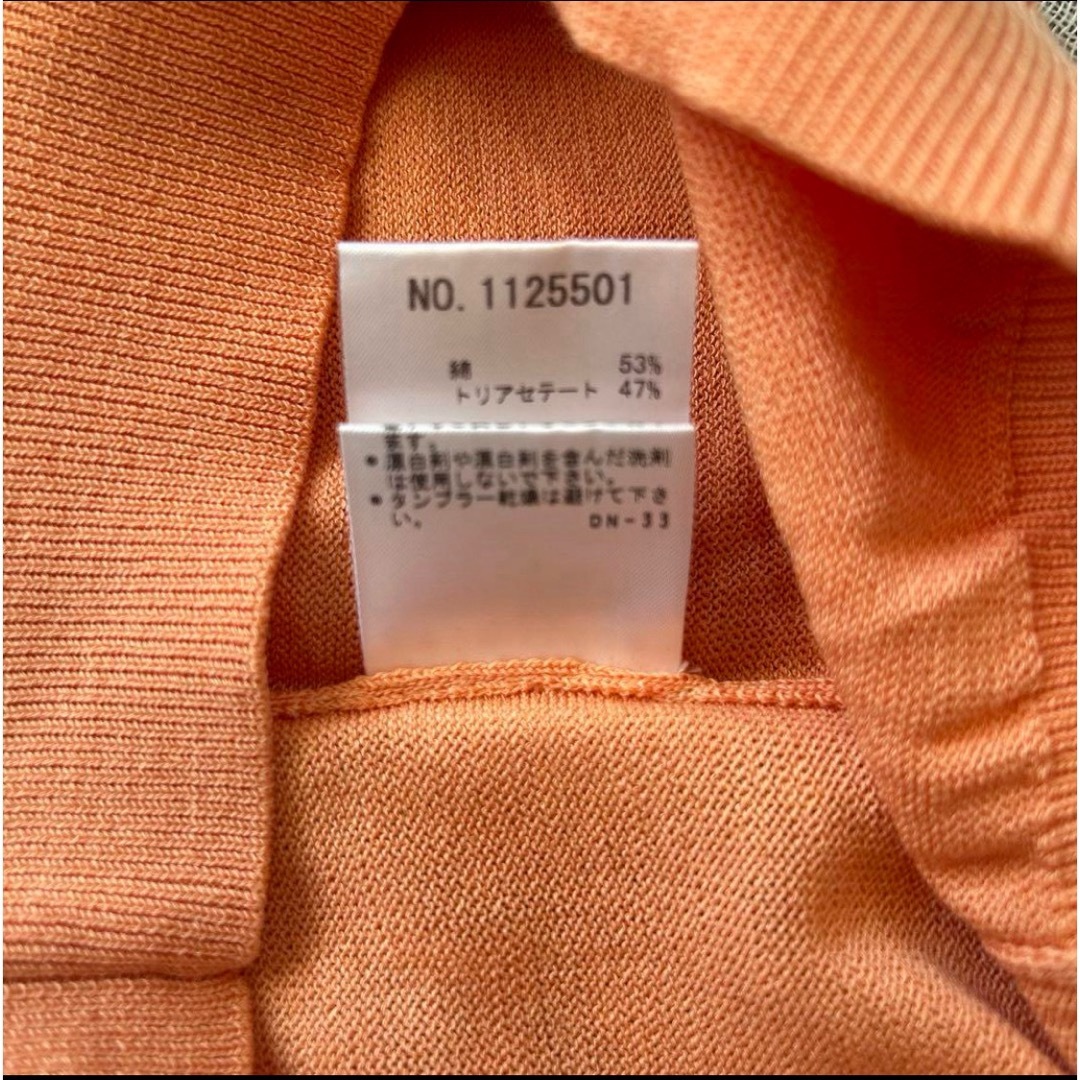 NO. 1125501
綿 53%
トリアセテート 47%
ます。
*漂白剤や漂白剤を含んだ洗剤
は使用しないで下さい。
*タンブラー乾燥は避けて下さ
い。 DN-33